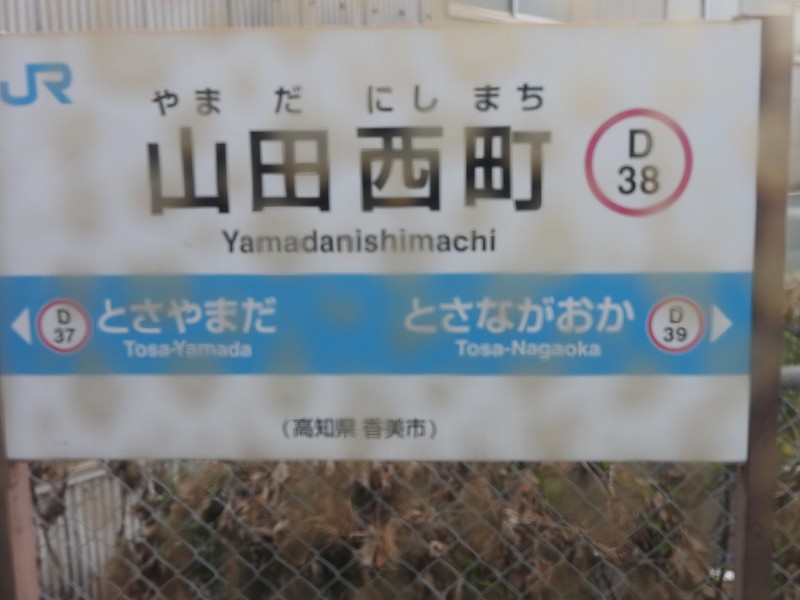 JR
やまだにしまち
山田西町
D
38
Yamadanishimachi
D
37
とさやまだ
Tosa-Yamada
とさながおか
Tosa-Nagaoka
D
39
(高知県 香美市)